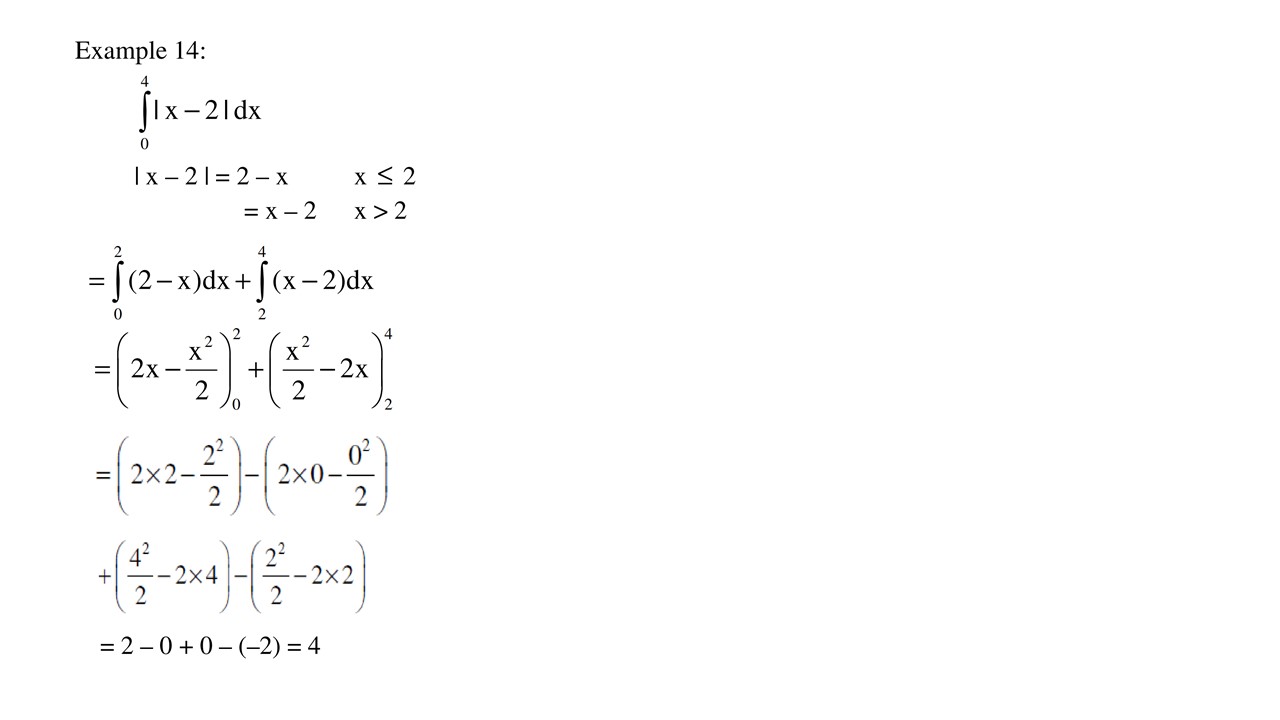 Example 14:
∫₀⁴ | x − 2 | dx
| x – 2 | = 2 – x x ≤ 2
= x – 2 x > 2
= ∫₀² (2 − x)dx + ∫₂⁴ (x − 2)dx
= (2x − x²/2)₀² + (x²/2 − 2x)₂⁴
= (2×2 − 2²/2) − (2×0 − 0²/2)
+ (4²/2 − 2×4) − (2²/2 − 2×2)
= 2 – 0 + 0 – (–2) = 4